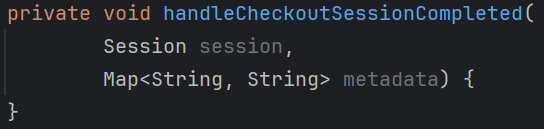 private void handleCheckoutSessionCompleted(
        Session session,
        Map<String, String> metadata) {
}